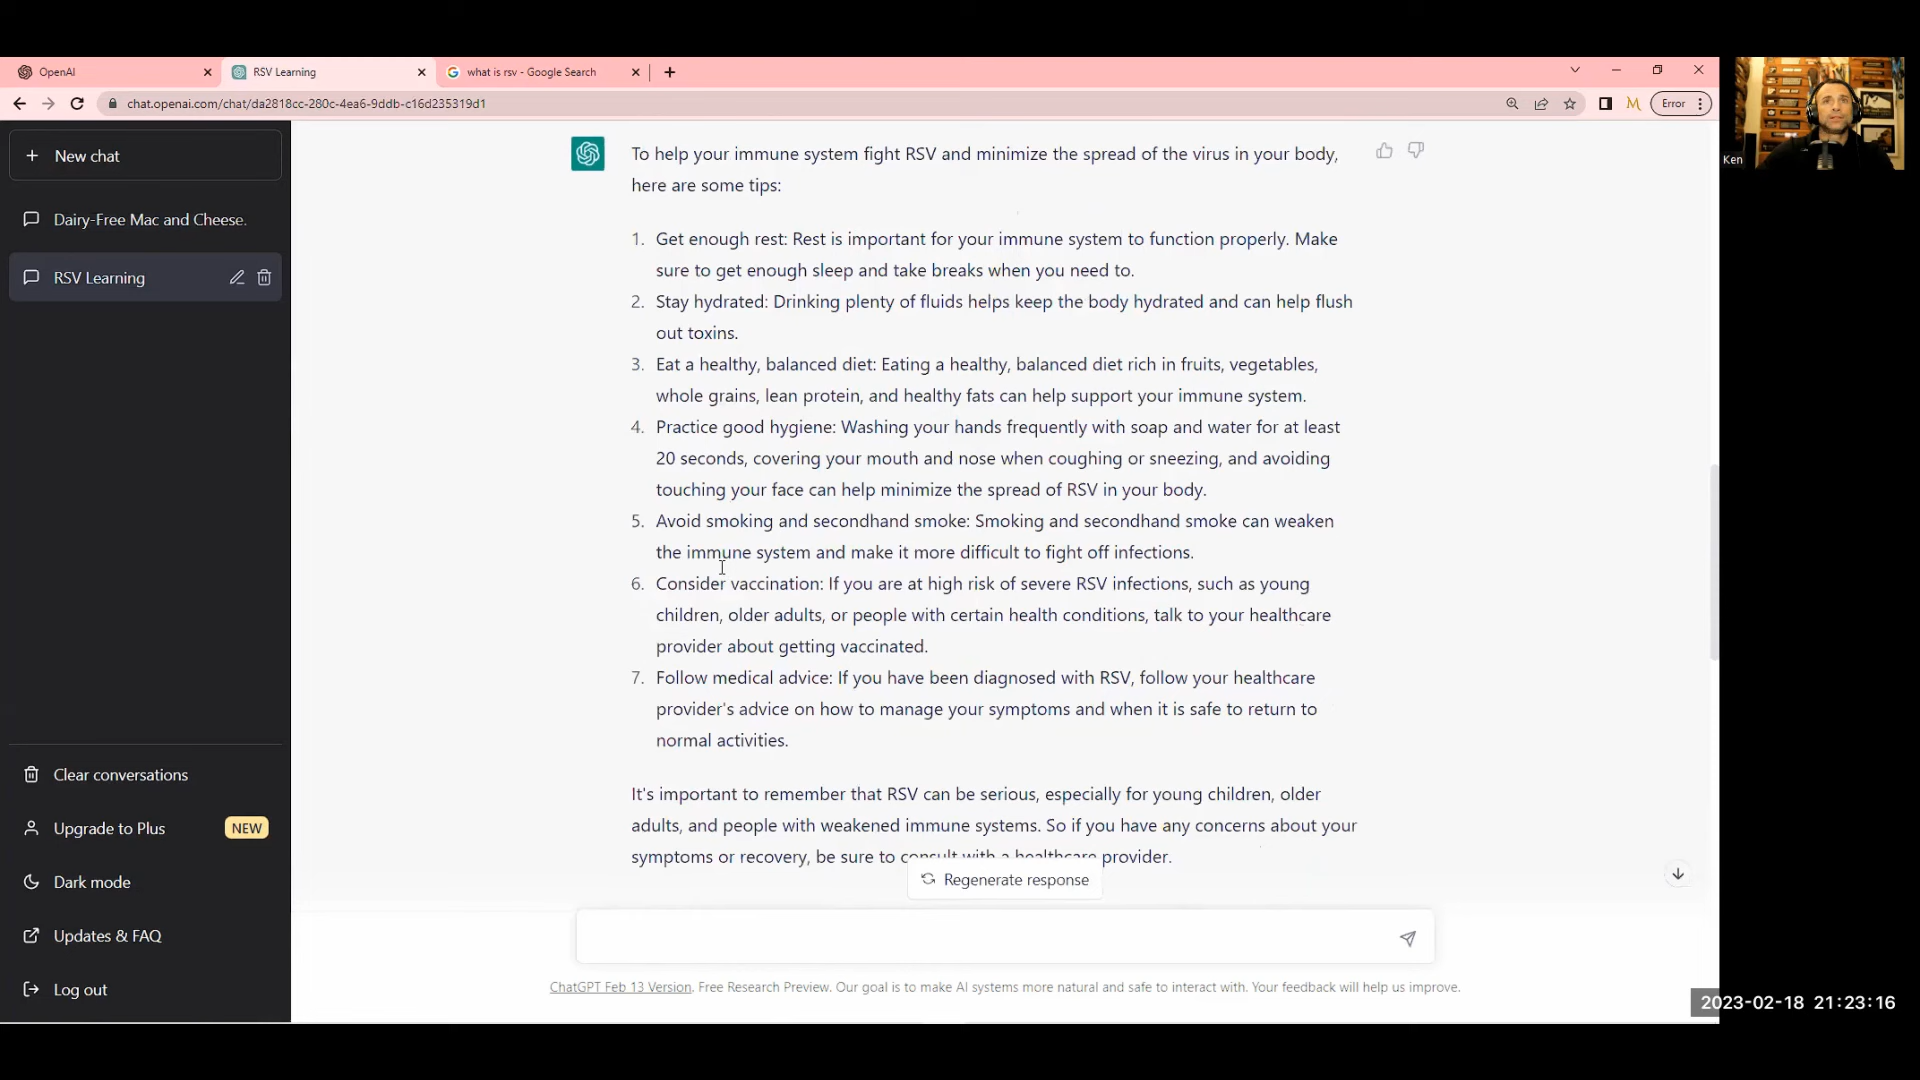 OpenAI
RSV Learning
what is rsv - Google Search
chat.openai.com/chat/da2818cc-280c-4ea6-9ddb-c16d235319d1
Error
Ken
New chat
Dairy-Free Mac and Cheese.
RSV Learning
To help your immune system fight RSV and minimize the spread of the virus in your body,
here are some tips:
1. Get enough rest: Rest is important for your immune system to function properly. Make
sure to get enough sleep and take breaks when you need to.
2. Stay hydrated: Drinking plenty of fluids helps keep the body hydrated and can help flush
out toxins.
3. Eat a healthy, balanced diet: Eating a healthy, balanced diet rich in fruits, vegetables,
whole grains, lean protein, and healthy fats can help support your immune system.
4. Practice good hygiene: Washing your hands frequently with soap and water for at least
20 seconds, covering your mouth and nose when coughing or sneezing, and avoiding
touching your face can help minimize the spread of RSV in your body.
5. Avoid smoking and secondhand smoke: Smoking and secondhand smoke can weaken
the immune system and make it more difficult to fight off infections.
6. Consider vaccination: If you are at high risk of severe RSV infections, such as young
children, older adults, or people with certain health conditions, talk to your healthcare
provider about getting vaccinated.
7. Follow medical advice: If you have been diagnosed with RSV, follow your healthcare
provider's advice on how to manage your symptoms and when it is safe to return to
normal activities.
It's important to remember that RSV can be serious, especially for young children, older
adults, and people with weakened immune systems. So if you have any concerns about your
symptoms or recovery, be sure to consult with a healthcare provider.
Regenerate response
Clear conversations
Upgrade to Plus NEW
Dark mode
Updates & FAQ
Log out
ChatGPT Feb 13 Version. Free Research Preview. Our goal is to make AI systems more natural and safe to interact with. Your feedback will help us improve.
2023-02-18 21:23:16